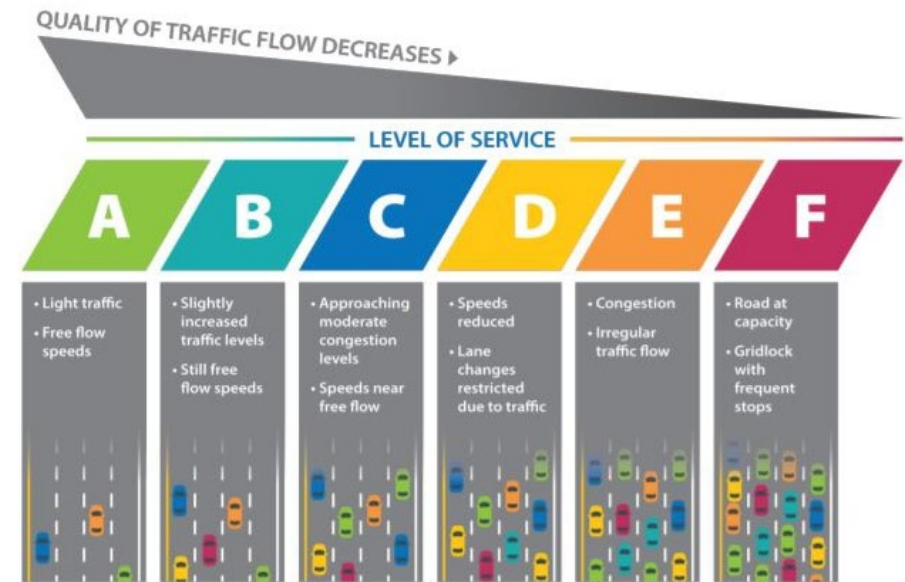 QUALITY OF TRAFFIC FLOW DECREASES ▸
LEVEL OF SERVICE
A
B
C
D
E
F
• Light traffic
• Free flow
speeds
• Slightly
increased
traffic levels
• Still free
flow speeds
• Approaching
moderate
congestion
levels
• Speeds near
free flow
• Speeds
reduced
• Lane
changes
restricted
due to traffic
• Congestion
• Irregular
traffic flow
• Road at
capacity
• Gridlock
with
frequent
stops